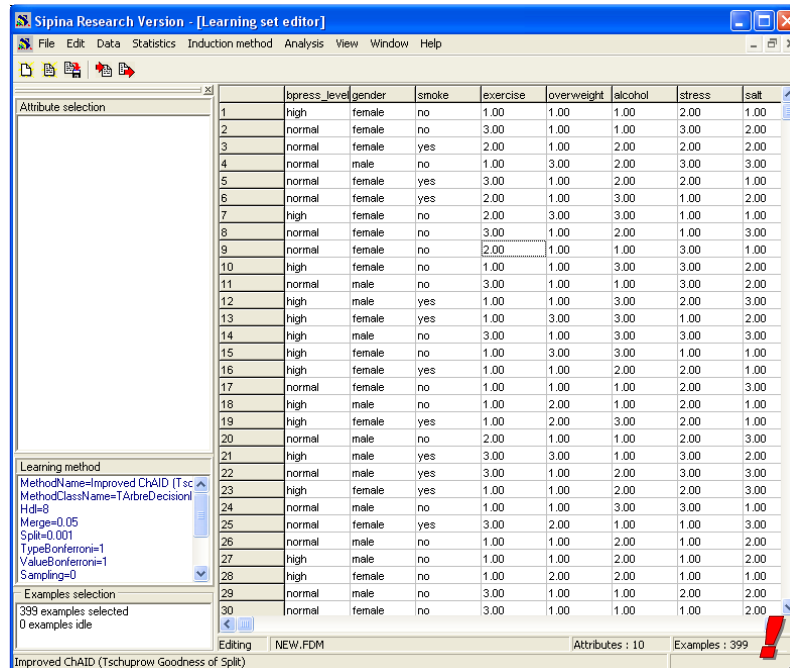 Sipina Research Version - [Learning set editor]
File Edit Data Statistics Induction method Analysis View Window Help
Attribute selection
bpress_level gender smoke exercise overweight alcohol stress salt
1 high female no 1.00 1.00 1.00 2.00 1.00
2 normal female no 3.00 1.00 1.00 3.00 2.00
3 normal female yes 2.00 1.00 2.00 2.00 2.00
4 normal male no 1.00 3.00 2.00 3.00 3.00
5 normal female yes 3.00 1.00 2.00 2.00 1.00
6 normal female yes 2.00 1.00 3.00 1.00 2.00
7 high female no 2.00 3.00 3.00 1.00 1.00
8 normal female no 3.00 1.00 2.00 1.00 3.00
9 normal female no 2.00 1.00 1.00 3.00 1.00
10 high female no 1.00 1.00 3.00 3.00 2.00
11 normal male no 3.00 1.00 1.00 3.00 2.00
12 high male yes 1.00 1.00 3.00 2.00 3.00
13 high female yes 1.00 3.00 3.00 1.00 2.00
14 high male no 3.00 1.00 3.00 3.00 3.00
15 high female no 1.00 3.00 3.00 1.00 1.00
16 high female yes 1.00 1.00 2.00 2.00 1.00
17 normal female no 1.00 1.00 1.00 1.00 3.00
18 high male no 1.00 2.00 1.00 2.00 1.00
19 high female yes 1.00 2.00 3.00 2.00 1.00
20 normal male no 2.00 1.00 1.00 2.00 3.00
21 high male yes 3.00 3.00 1.00 2.00 3.00
22 normal male yes 3.00 1.00 2.00 3.00 3.00
23 high female yes 1.00 1.00 2.00 2.00 3.00
24 normal male no 1.00 3.00 3.00 3.00 1.00
25 normal female yes 3.00 2.00 1.00 1.00 3.00
26 normal male no 1.00 1.00 2.00 1.00 2.00
27 high male no 1.00 1.00 2.00 1.00 2.00
28 high female no 1.00 2.00 2.00 1.00 1.00
29 normal male no 3.00 1.00 1.00 2.00 2.00
30 normal female no 3.00 1.00 1.00 1.00 2.00
Learning method
MethodName=Improved ChAID (Tsc
MethodClassName=TArbreDecisionI
Hdl=8
Merge=0.05
Split=0.001
TypeBonferroni=1
ValueBonferroni=1
Sampling=0
Examples selection
399 examples selected
0 examples idle
Editing NEW.FDM Attributes : 10 Examples : 399
Improved ChAID (Tschuprow Goodness of Split)